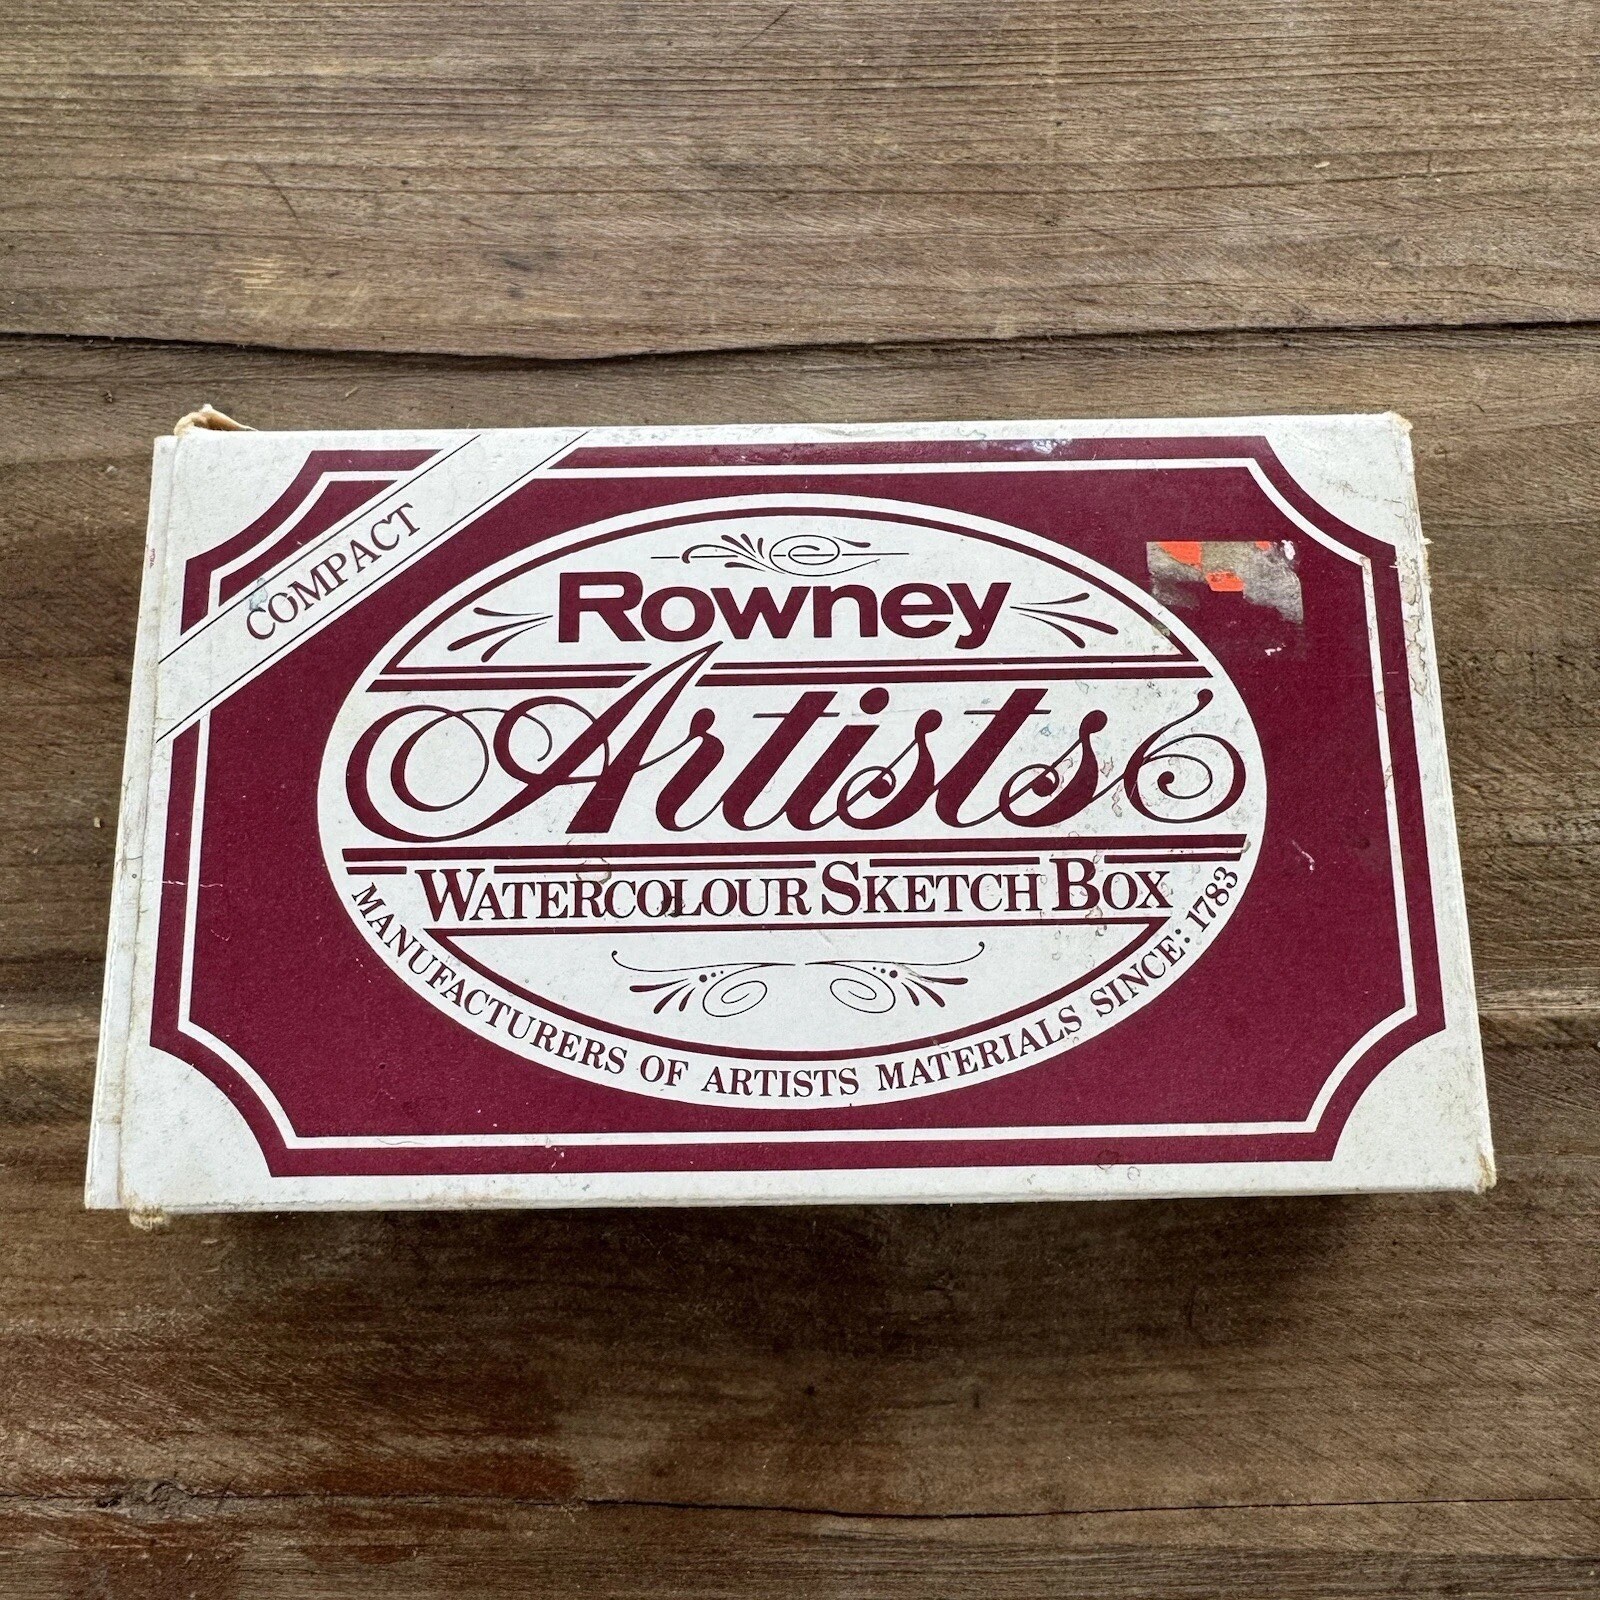 COMPACT
Rowney
Artists
WATERCOLOUR SKETCH BOX
MANUFACTURERS OF ARTISTS MATERIALS SINCE: 1783